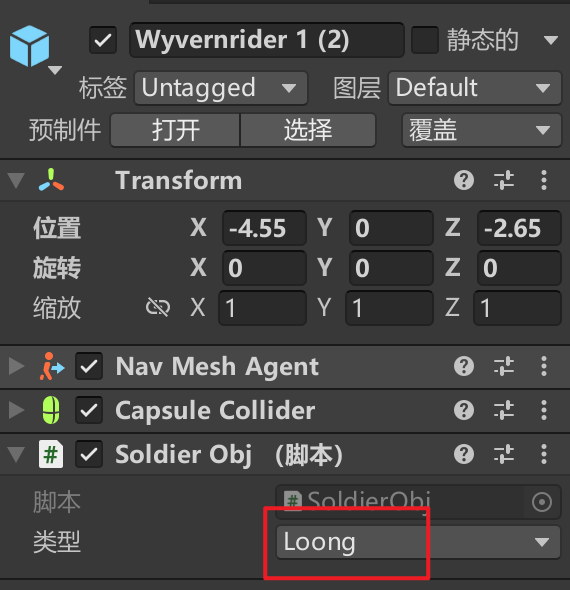 Wyvernrider 1 (2) 静态的
标签 Untagged 图层 Default
预制件 打开 选择 覆盖
Transform
位置 X -4.55 Y 0 Z -2.65
旋转 X 0 Y 0 Z 0
缩放 X 1 Y 1 Z 1
Nav Mesh Agent
Capsule Collider
# Soldier Obj （脚本）
脚本 # SoldierObj
类型 Loong